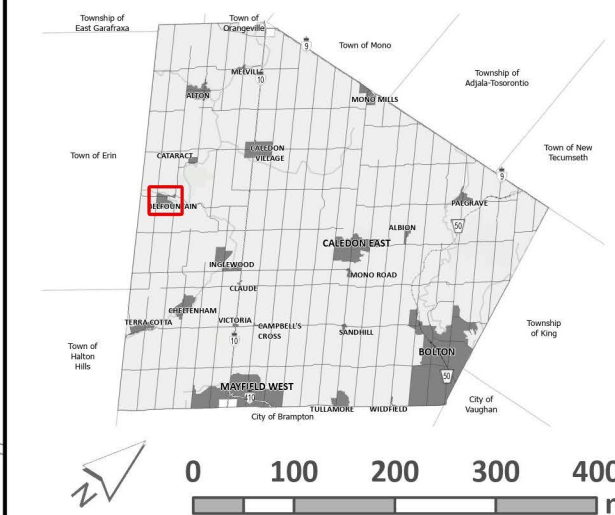 Township of
East Garafraxa
Town of
Orangeville
9
Town of Mono
Township of
Adjala-Tosorontio
MELVILLE
10
ALTON
MONO MILLS
Town of Erin
CATARACT
CALEDON
VILLAGE
Town of New
Tecumseth
9
BELFOUNTAIN
PALGRAVE
50
ALBION
CALEDON EAST
INGLEWOOD
MONO ROAD
CLAUDE
CHELTENHAM
TERRA COTTA
VICTORIA
CAMPBELL'S
CROSS
10
SANDHILL
Township
of King
Town of
Halton
Hills
BOLTON
50
MAYFIELD WEST
410
City of Brampton
TULLAMORE
WILDFIELD
City of
Vaughan
N
0 100 200 300 400